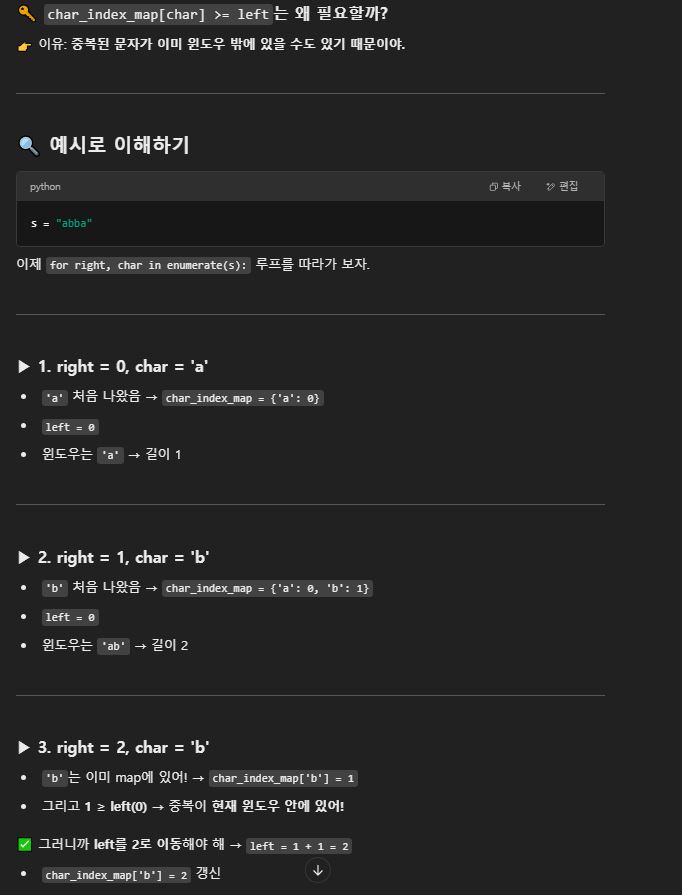 🔑 char_index_map[char] >= left는 왜 필요할까?
👉 이유: 중복된 문자가 이미 윈도우 밖에 있을 수도 있기 때문이야.
🔍 예시로 이해하기
python 복사 편집
s = "abba"
이제 for right, char in enumerate(s): 루프를 따라가 보자.
▶ 1. right = 0, char = 'a'
• 'a' 처음 나왔음 → char_index_map = {'a': 0}
• left = 0
• 윈도우는 'a' → 길이 1
▶ 2. right = 1, char = 'b'
• 'b' 처음 나왔음 → char_index_map = {'a': 0, 'b': 1}
• left = 0
• 윈도우는 'ab' → 길이 2
▶ 3. right = 2, char = 'b'
• 'b'는 이미 map에 있어! → char_index_map['b'] = 1
• 그리고 1 ≥ left(0) → 중복이 현재 윈도우 안에 있어!
✅ 그러니까 left를 2로 이동해야 해 → left = 1 + 1 = 2
• char_index_map['b'] = 2 갱신